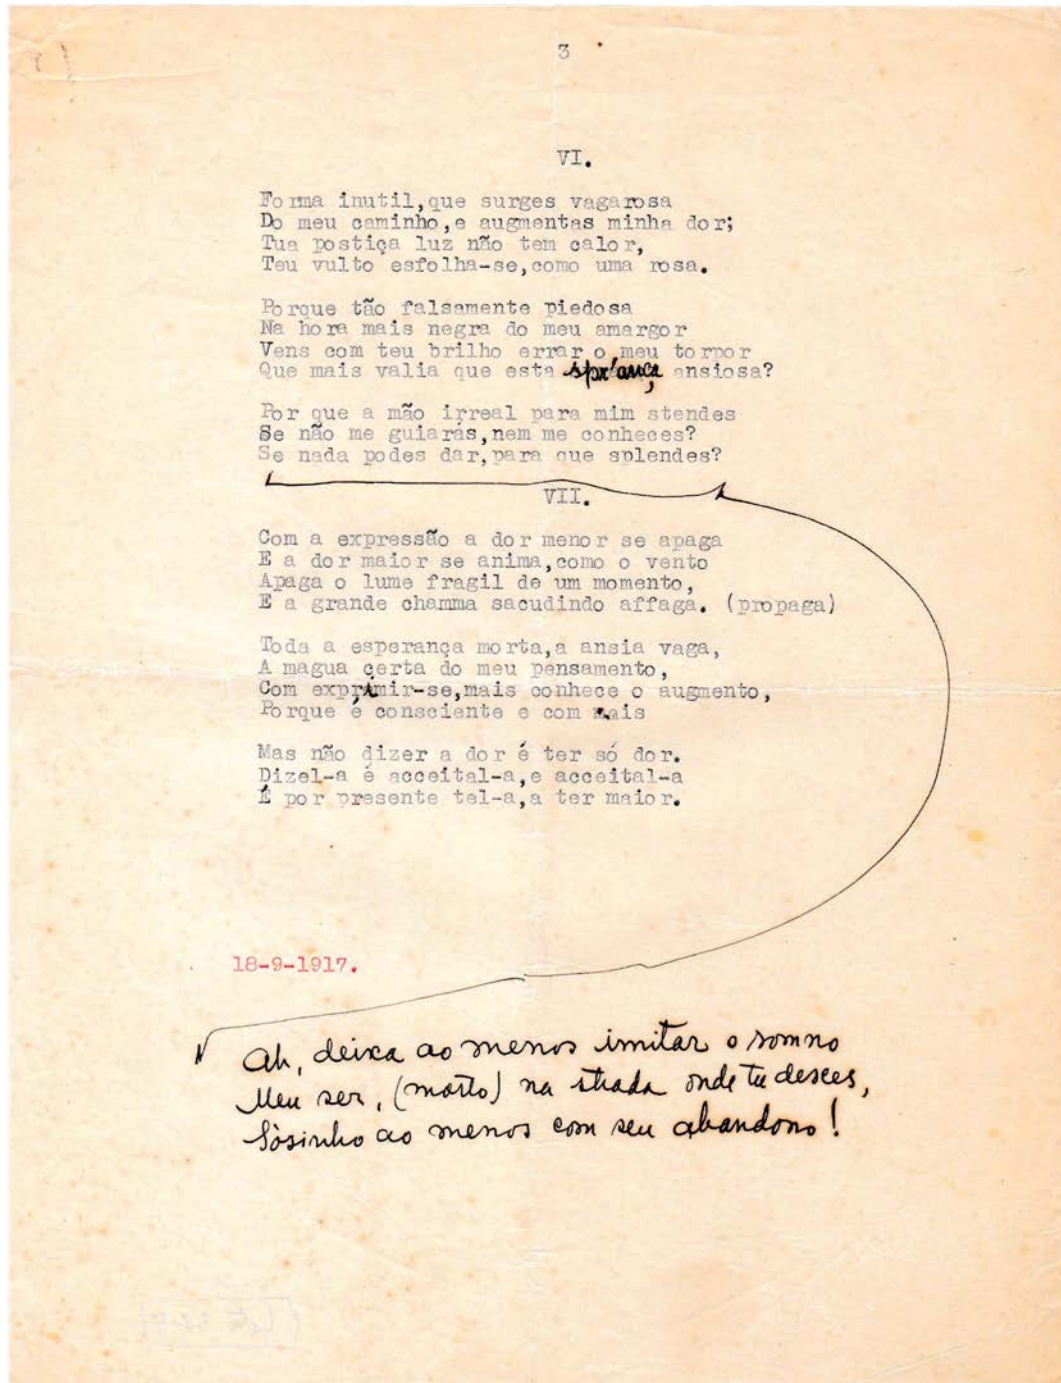 3
VI.
Forma inutil,que surges vagarosa
Do meu caminho,e augmentas minha dor;
Tua postiça luz não tem calor,
Teu vulto esfolha-se,como uma rosa.
Porque tão falsamente piedosa
Na hora mais negra do meu amargor
Vens com teu brilho errar o meu torpor
Que mais valia que esta spr'ança ansiosa?
Por que a mão irreal para mim stendes
Se não me guiarás,nem me conheces?
Se nada podes dar,para que splendes?
VII.
Com a expressão a dor menor se apaga
E a dor maior se anima,como o vento
Apaga o lume fragil de um momento,
E a grande chamma sacudindo affaga. (propaga)
Toda a esperança morta,a ansia vaga,
A magua certa do meu pensamento,
Com exprimir-se,mais conhece o augmento,
Porque é consciente e com mais
Mas não dizer a dor é ter só dor.
Dizel-a é acceital-a,e acceital-a
É por presente tel-a,a ter maior.
18-9-1917.
Ah, deixa ao menos imitar o somno
Meu ser, (morto) na strada onde tu desces,
Sòsinho ao menos com seu abandono!